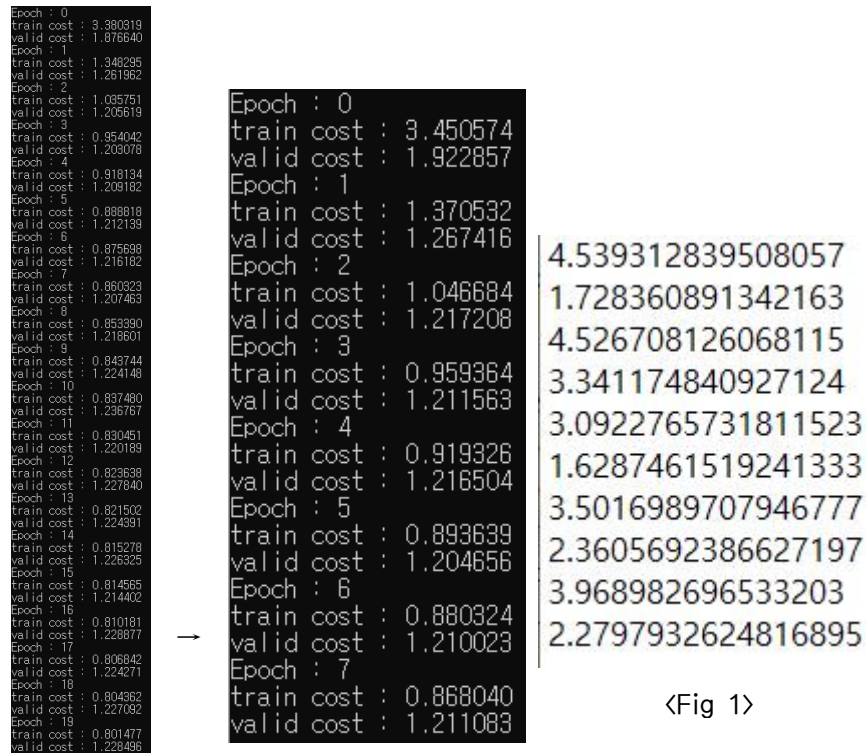 Epoch : 0
train cost : 3.380319
valid cost : 1.876640
Epoch : 1
train cost : 1.348295
valid cost : 1.261962
Epoch : 2
train cost : 1.035751
valid cost : 1.205619
Epoch : 3
train cost : 0.954042
valid cost : 1.203078
Epoch : 4
train cost : 0.918134
valid cost : 1.209182
Epoch : 5
train cost : 0.888818
valid cost : 1.212139
Epoch : 6
train cost : 0.875698
valid cost : 1.216182
Epoch : 7
train cost : 0.860323
valid cost : 1.207463
Epoch : 8
train cost : 0.853390
valid cost : 1.218601
Epoch : 9
train cost : 0.843744
valid cost : 1.224148
Epoch : 10
train cost : 0.837480
valid cost : 1.236767
Epoch : 11
train cost : 0.830451
valid cost : 1.220189
Epoch : 12
train cost : 0.823638
valid cost : 1.227840
Epoch : 13
train cost : 0.821502
valid cost : 1.224391
Epoch : 14
train cost : 0.815278
valid cost : 1.226325
Epoch : 15
train cost : 0.814565
valid cost : 1.214402
Epoch : 16
train cost : 0.810181
valid cost : 1.228877
Epoch : 17
train cost : 0.806842
valid cost : 1.224271
Epoch : 18
train cost : 0.804362
valid cost : 1.227092
Epoch : 19
train cost : 0.801477
valid cost : 1.228496
→
Epoch : 0
train cost : 3.450574
valid cost : 1.922857
Epoch : 1
train cost : 1.370532
valid cost : 1.267416
Epoch : 2
train cost : 1.046684
valid cost : 1.217208
Epoch : 3
train cost : 0.959364
valid cost : 1.211563
Epoch : 4
train cost : 0.919326
valid cost : 1.216504
Epoch : 5
train cost : 0.893639
valid cost : 1.204656
Epoch : 6
train cost : 0.880324
valid cost : 1.210023
Epoch : 7
train cost : 0.868040
valid cost : 1.211083
4.539312839508057
1.728360891342163
4.526708126068115
3.341174840927124
3.0922765731811523
1.6287461519241333
3.5016989707946777
2.3605692386627197
3.968982696533203
2.2797932624816895
<Fig 1>